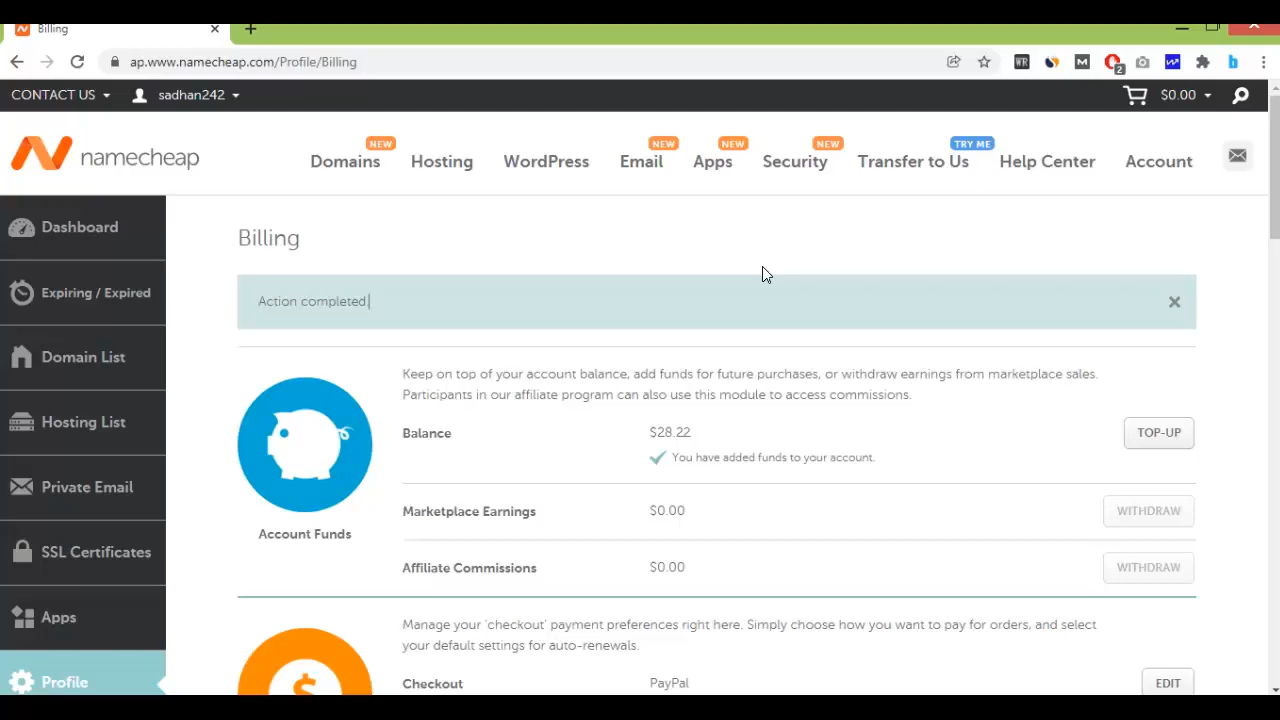 Billing
ap.www.namecheap.com/Profile/Billing
WR
M
2
b
CONTACT US
sadhan242
$0.00
namecheap
NEW
NEW
NEW
NEW
TRY ME
Domains Hosting WordPress Email Apps Security Transfer to Us Help Center Account
Dashboard
Expiring / Expired
Domain List
Hosting List
Private Email
SSL Certificates
Apps
Profile
Billing
Action completed
Account Funds
Keep on top of your account balance, add funds for future purchases, or withdraw earnings from marketplace sales.
Participants in our affiliate program can also use this module to access commissions.
Balance $28.22 TOP-UP
You have added funds to your account.
Marketplace Earnings $0.00 WITHDRAW
Affiliate Commissions $0.00 WITHDRAW
Manage your 'checkout' payment preferences right here. Simply choose how you want to pay for orders, and select
your default settings for auto-renewals.
$
Checkout PayPal EDIT